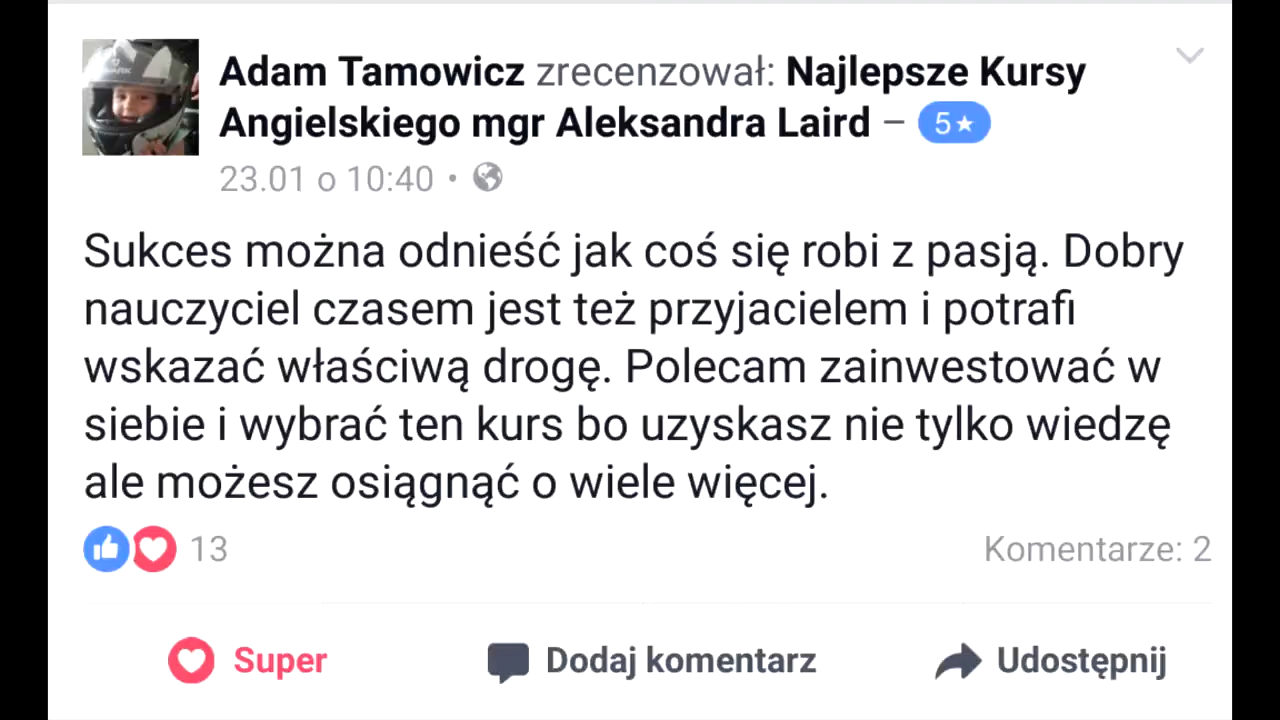 Adam Tamowicz zrecenzował: Najlepsze Kursy
Angielskiego mgr Aleksandra Laird – 5★
23.01 o 10:40 •
Sukces można odnieść jak coś się robi z pasją. Dobry
nauczyciel czasem jest też przyjacielem i potrafi
wskazać właściwą drogę. Polecam zainwestować w
siebie i wybrać ten kurs bo uzyskasz nie tylko wiedzę
ale możesz osiągnąć o wiele więcej.
13 Komentarze: 2
Super Dodaj komentarz Udostępnij